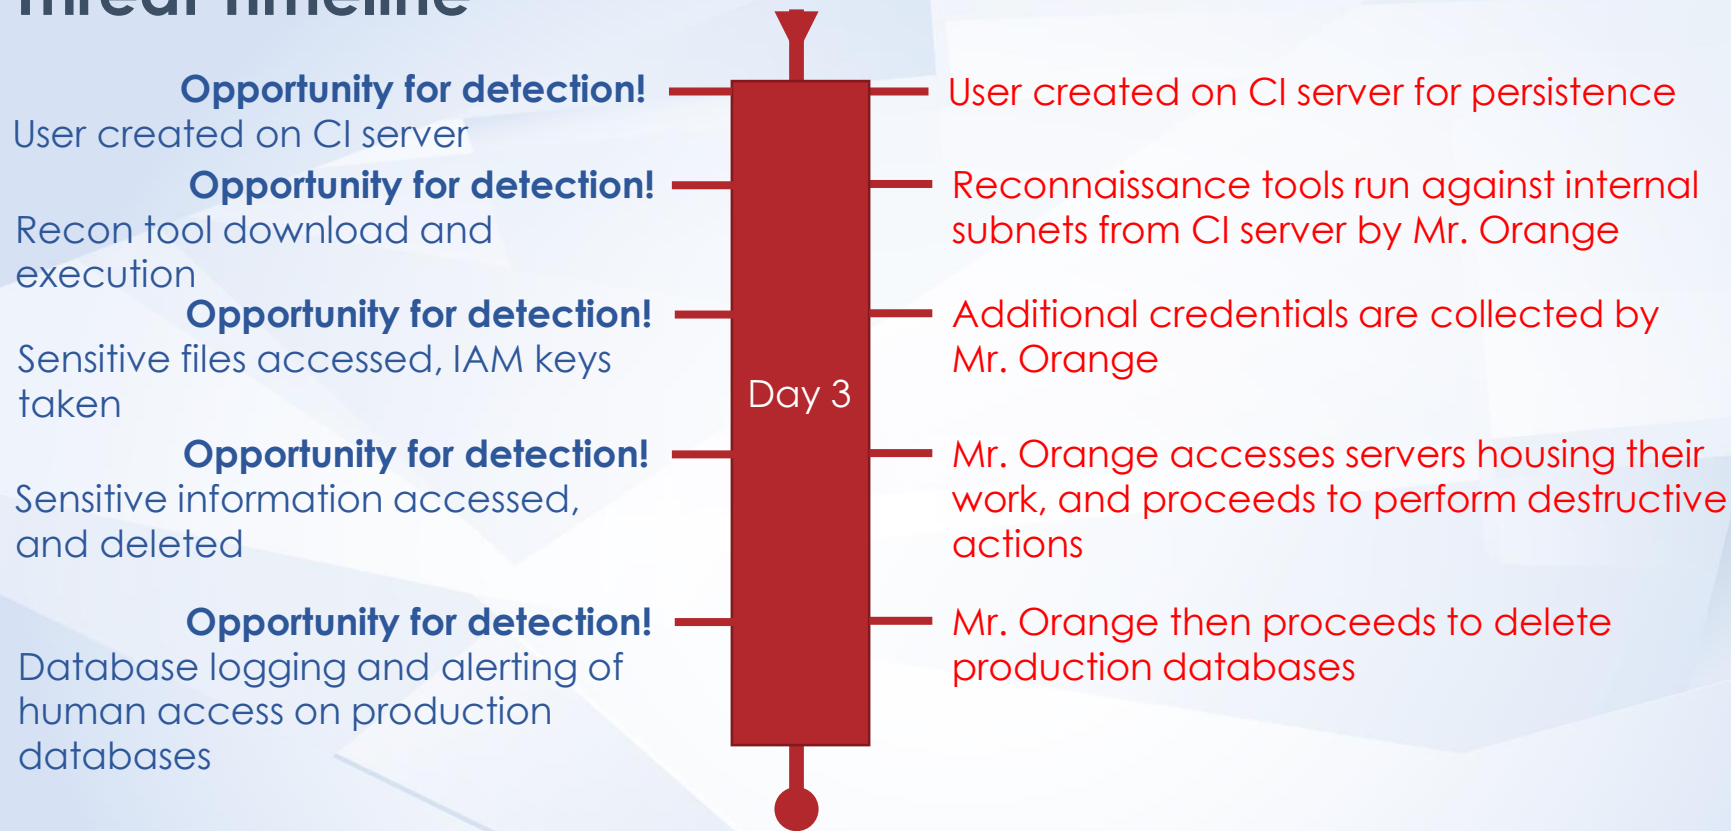 Threat timeline
Opportunity for detection!
User created on CI server
Opportunity for detection!
Recon tool download and
execution
Opportunity for detection!
Sensitive files accessed, IAM keys
taken
Opportunity for detection!
Sensitive information accessed,
and deleted
Opportunity for detection!
Database logging and alerting of
human access on production
databases
Day 3
User created on CI server for persistence
Reconnaissance tools run against internal
subnets from CI server by Mr. Orange
Additional credentials are collected by
Mr. Orange
Mr. Orange accesses servers housing their
work, and proceeds to perform destructive
actions
Mr. Orange then proceeds to delete
production databases